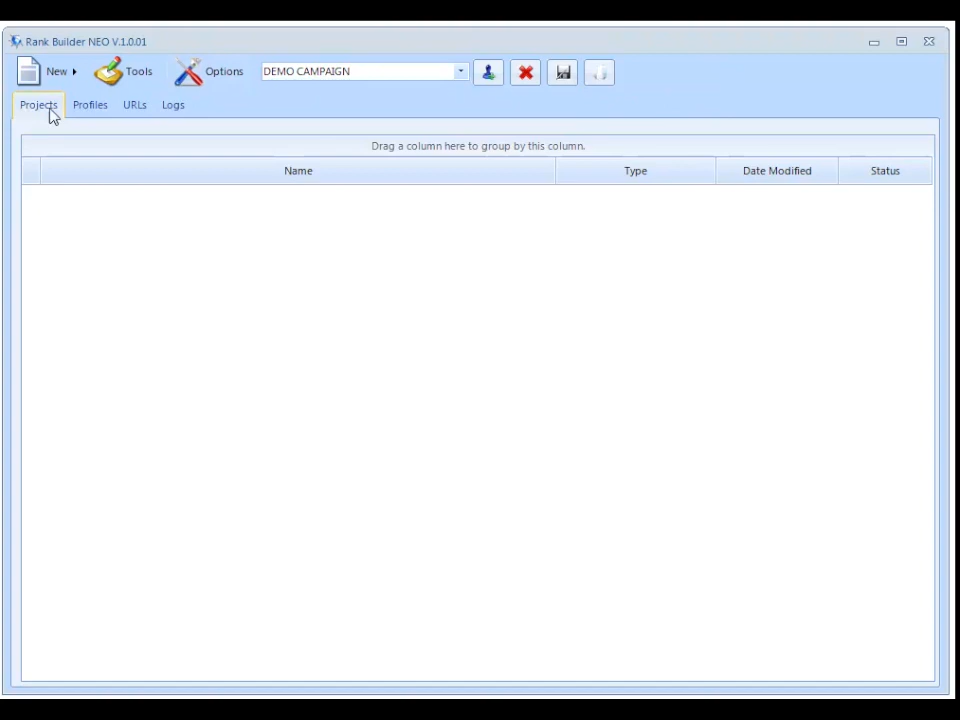 Rank Builder NEO V.1.0.01
New Tools Options DEMO CAMPAIGN
Projects Profiles URLs Logs
Drag a column here to group by this column.
Name Type Date Modified Status